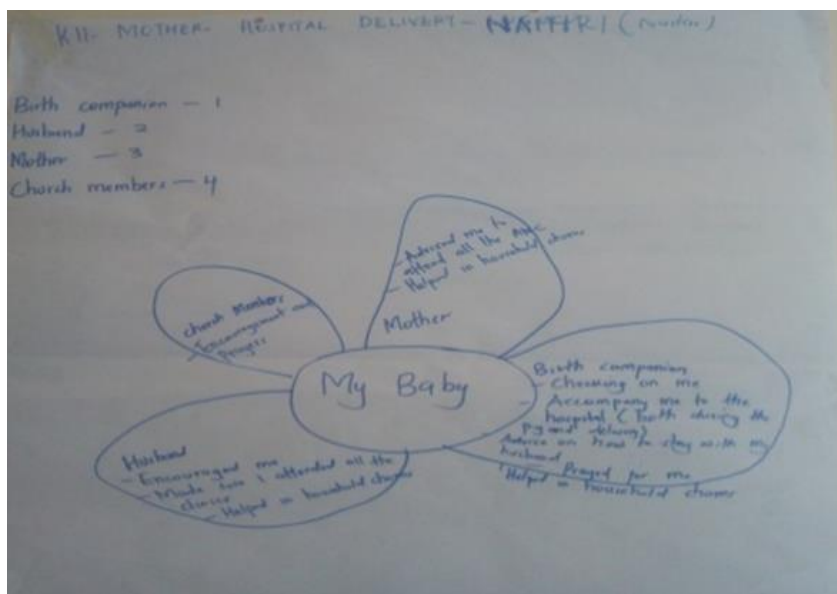 KII- MOTHER- HOSPITAL DELIVERY-
Birth companion - 1
Husband - 2
Mother - 3
Church members - 4
- Advised me to
attend all the ANC
- Helped in household chores
Mother
Church Members
- Encouragement and
Prayers
My Baby
Birth companion
- Checking on me
- Accompany me to the
hospital (both during the
Pg and delivery)
Advice on how to stay with my
husband
- Prayed for me
Helped in household chores
Husband
- Encouraged me
- Made sure I attended all the
clinics
- Helped in household chores